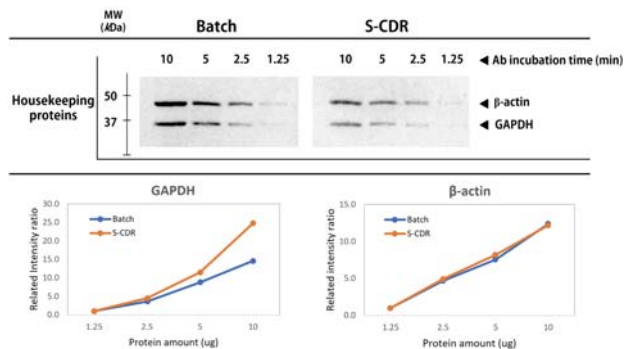 MW
(kDa)
Batch
S-CDR
10 5 2.5 1.25 10 5 2.5 1.25 ◀ Ab incubation time (min)
Housekeeping
proteins
50
37
◀ β-actin
◀ GAPDH
GAPDH
Related Intensity ratio
30.0
25.0
20.0
15.0
10.0
5.0
0.0
Batch
S-CDR
1.25 2.5 5 10
Protein amount (ug)
β-actin
Related Intensity ratio
15.0
10.0
5.0
0.0
Batch
S-CDR
1.25 2.5 5 10
Protein amount (ug)